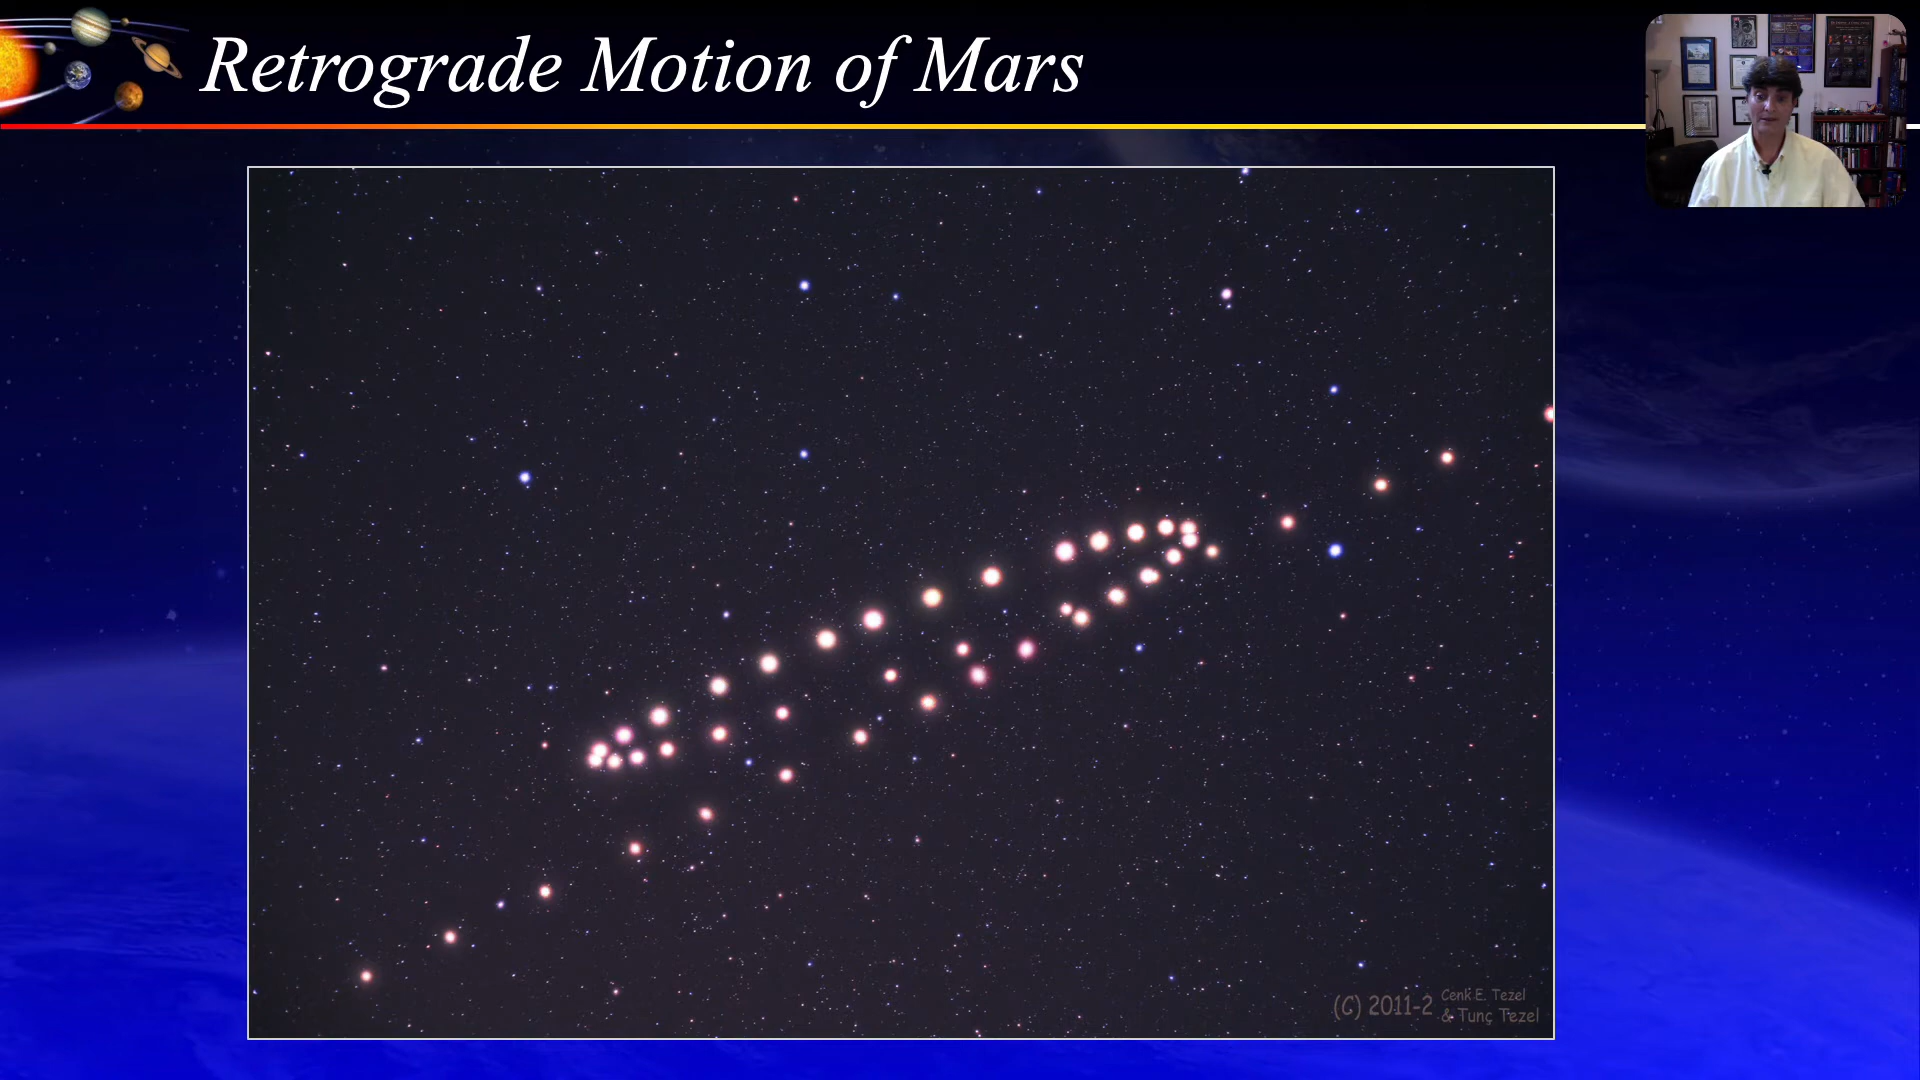 Retrograde Motion of Mars
(C) 2011-2 Cenk E. Tezel
& Tunç Tezel